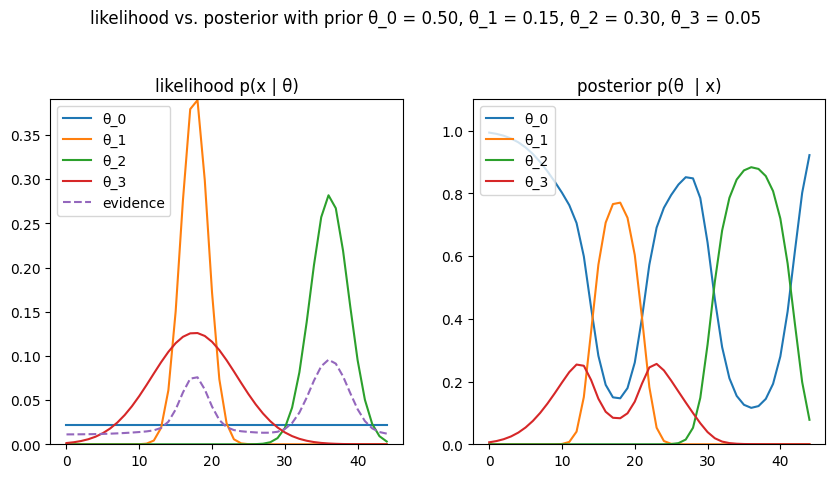 likelihood vs. posterior with prior θ_0 = 0.50, θ_1 = 0.15, θ_2 = 0.30, θ_3 = 0.05
likelihood p(x | θ)
θ_0
θ_1
θ_2
θ_3
evidence
0.35
0.30
0.25
0.20
0.15
0.10
0.05
0.00
0
20
40
posterior p(θ  | x)
θ_0
θ_1
θ_2
θ_3
1.0
0.8
0.6
0.4
0.2
0.0
0
10
20
30
40